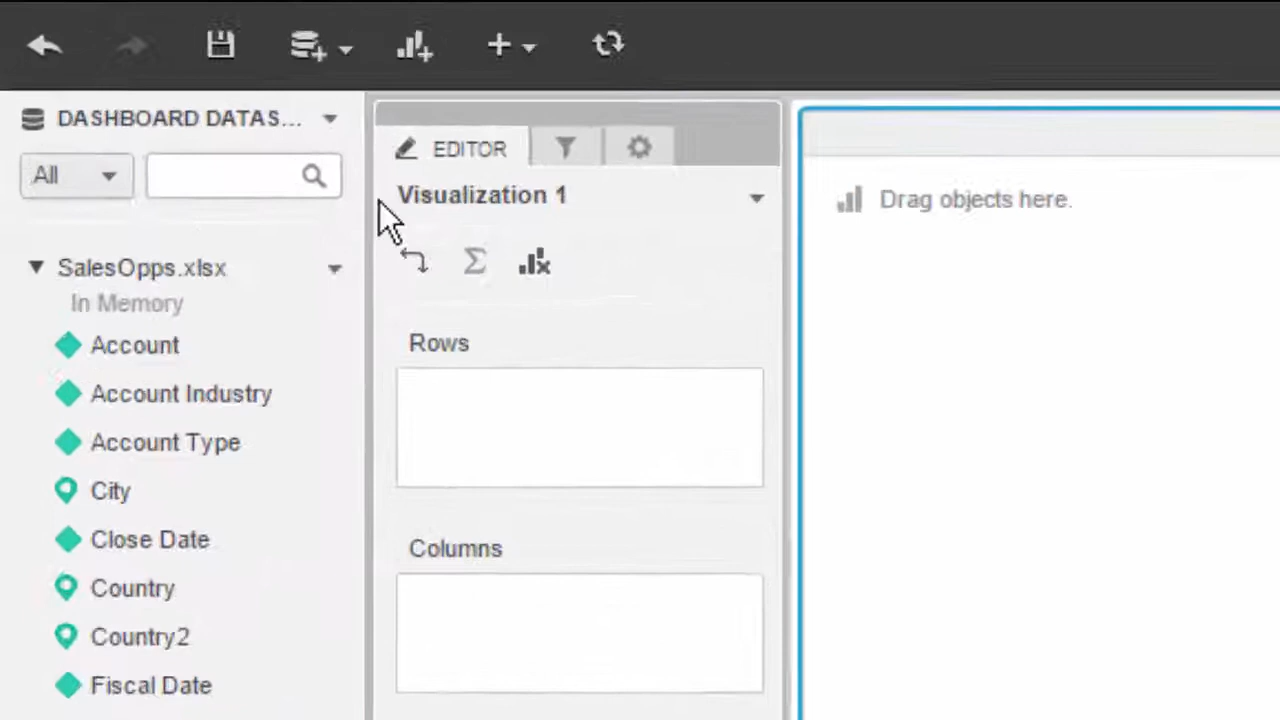 DASHBOARD DATAS...
All
SalesOpps.xlsx
In Memory
Account
Account Industry
Account Type
City
Close Date
Country
Country2
Fiscal Date
EDITOR
Visualization 1
Σ
Rows
Columns
Drag objects here.